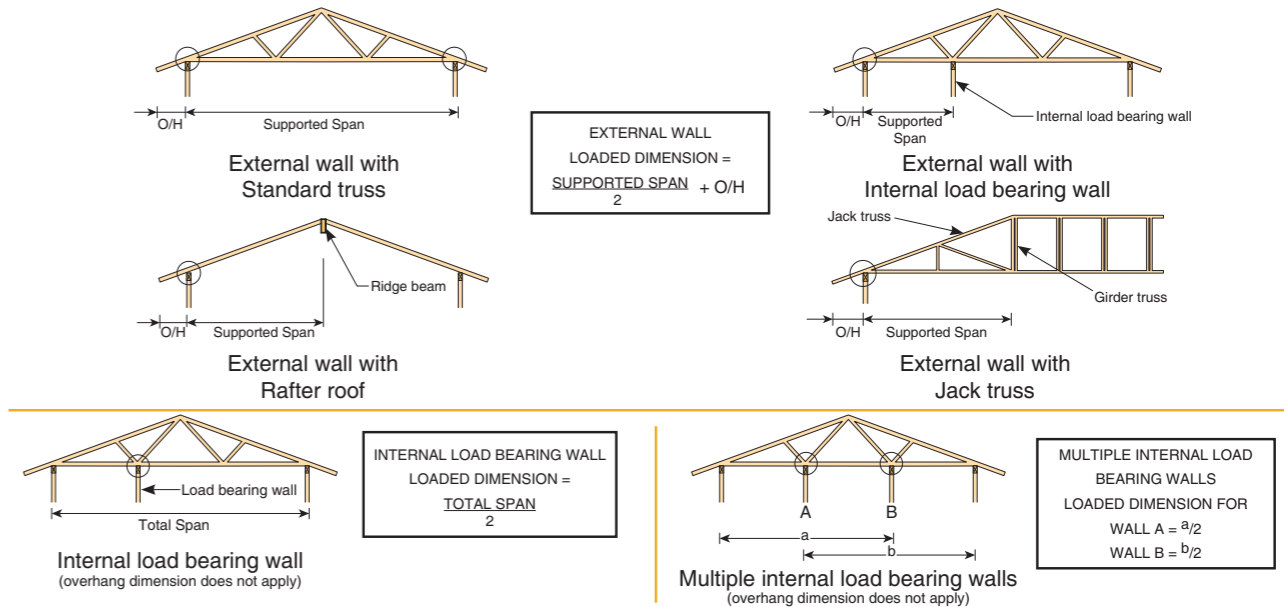 O/H
Supported Span
External wall with
Standard truss
EXTERNAL WALL
LOADED DIMENSION =
SUPPORTED SPAN
2
+ O/H
O/H
Supported
Span
Internal load bearing wall
External wall with
Internal load bearing wall
Ridge beam
O/H
Supported Span
External wall with
Rafter roof
Jack truss
Girder truss
O/H
Supported Span
External wall with
Jack truss
Load bearing wall
Total Span
Internal load bearing wall
(overhang dimension does not apply)
INTERNAL LOAD BEARING WALL
LOADED DIMENSION =
TOTAL SPAN
2
A
B
a
b
Multiple internal load bearing walls
(overhang dimension does not apply)
MULTIPLE INTERNAL LOAD
BEARING WALLS
LOADED DIMENSION FOR
WALL A = a/2
WALL B = b/2